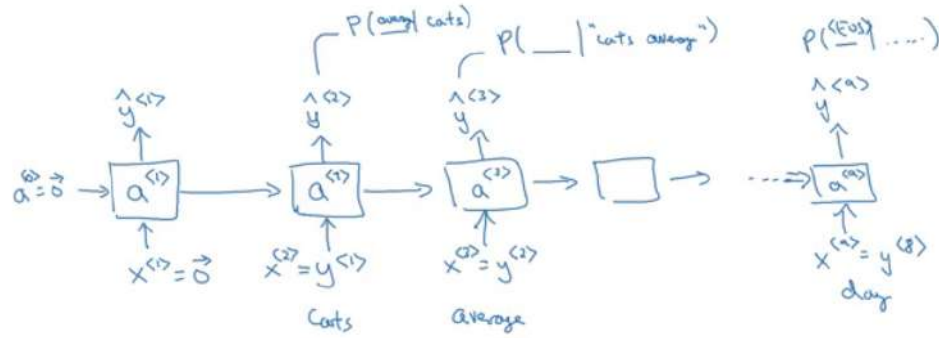 P(average | cats)
P( ___ | "cats average")
P(<EOS> | .....)
ŷ<1>
ŷ<2>
ŷ<3>
ŷ<9>
a<0> = 0⃗
a<1>
a<2>
a<3>
.....
a<9>
x<1> = 0⃗
x<2> = y<1>
x<3> = y<2>
x<9> = y<8>
Cats
average
day